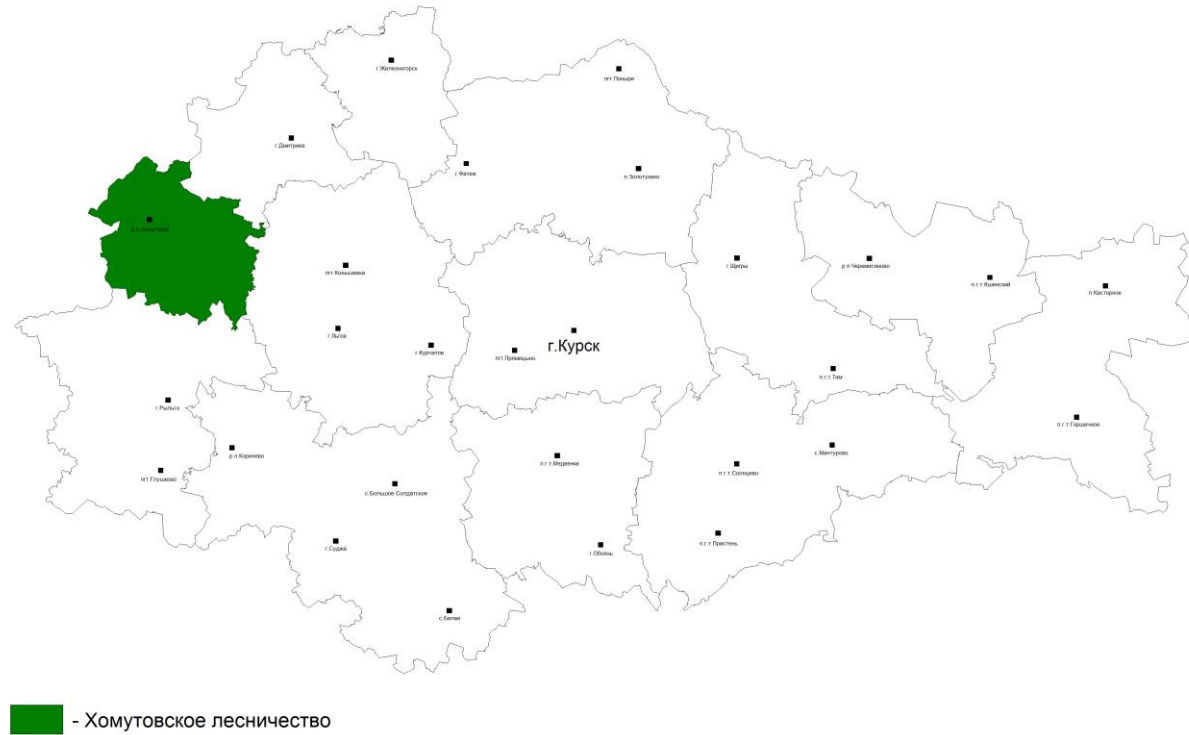 г.Железногорск
пгт.Поныри
г.Дмитриев
г.Фатеж
п.Золотухино
р.п.Хомутовка
г.Щигры
р.п.Черемисиново
п.г.т.Кшенский
п.Касторное
пгт.Конышевка
г.Льгов
г.Курчатов
пгт.Прямицыно
г.Курск
п.г.т.Тим
г.Рыльск
п.г.т.Горшечное
р.п.Коренево
с.Мантурово
п.г.т.Медвенка
п.г.т.Солнцево
пгт.Глушково
с.Большое Солдатское
г.Суджа
г.Обоянь
п.г.т.Пристень
с.Белая
- Хомутовское лесничество